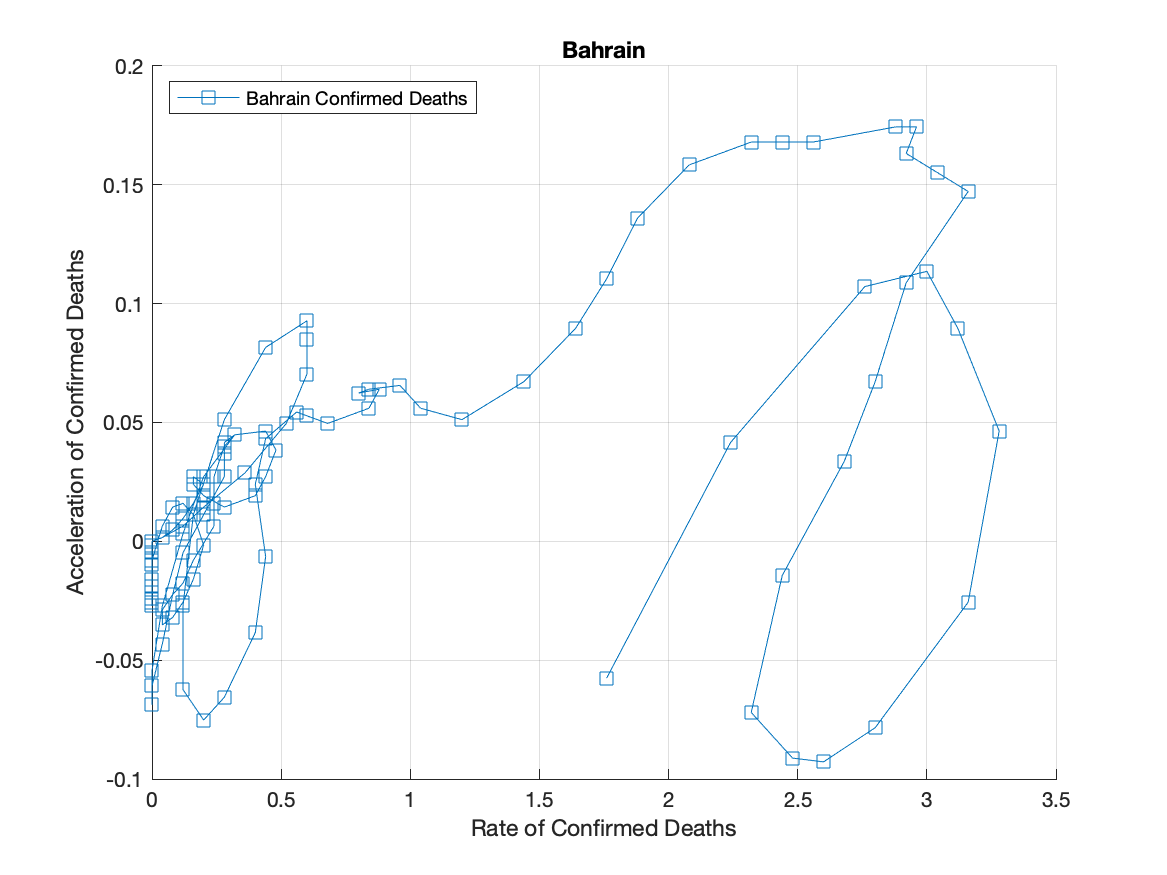 Bahrain
Bahrain Confirmed Deaths
0.2
0.15
0.1
0.05
0
-0.05
-0.1
Acceleration of Confirmed Deaths
0 0.5 1 1.5 2 2.5 3 3.5
Rate of Confirmed Deaths